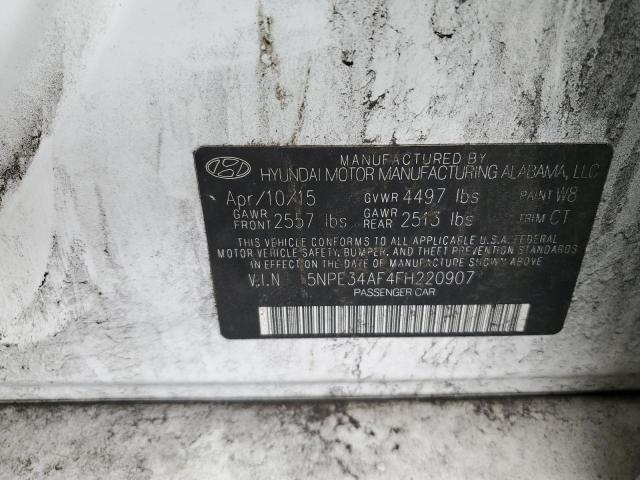 MANUFACTURED BY
HYUNDAI MOTOR MANUFACTURING ALABAMA, LLC
Apr/10/15 GVWR 4497 lbs PAINT W8
GAWR FRONT 2557 lbs GAWR REAR 2513 lbs TRIM CT
THIS VEHICLE CONFORMS TO ALL APPLICABLE U.S.A. FEDERAL
MOTOR VEHICLE SAFETY, BUMPER, AND THEFT PREVENTION STANDARDS
IN EFFECT ON THE DATE OF MANUFACTURE SHOWN ABOVE
V.I.N 5NPE34AF4FH220907
PASSENGER CAR